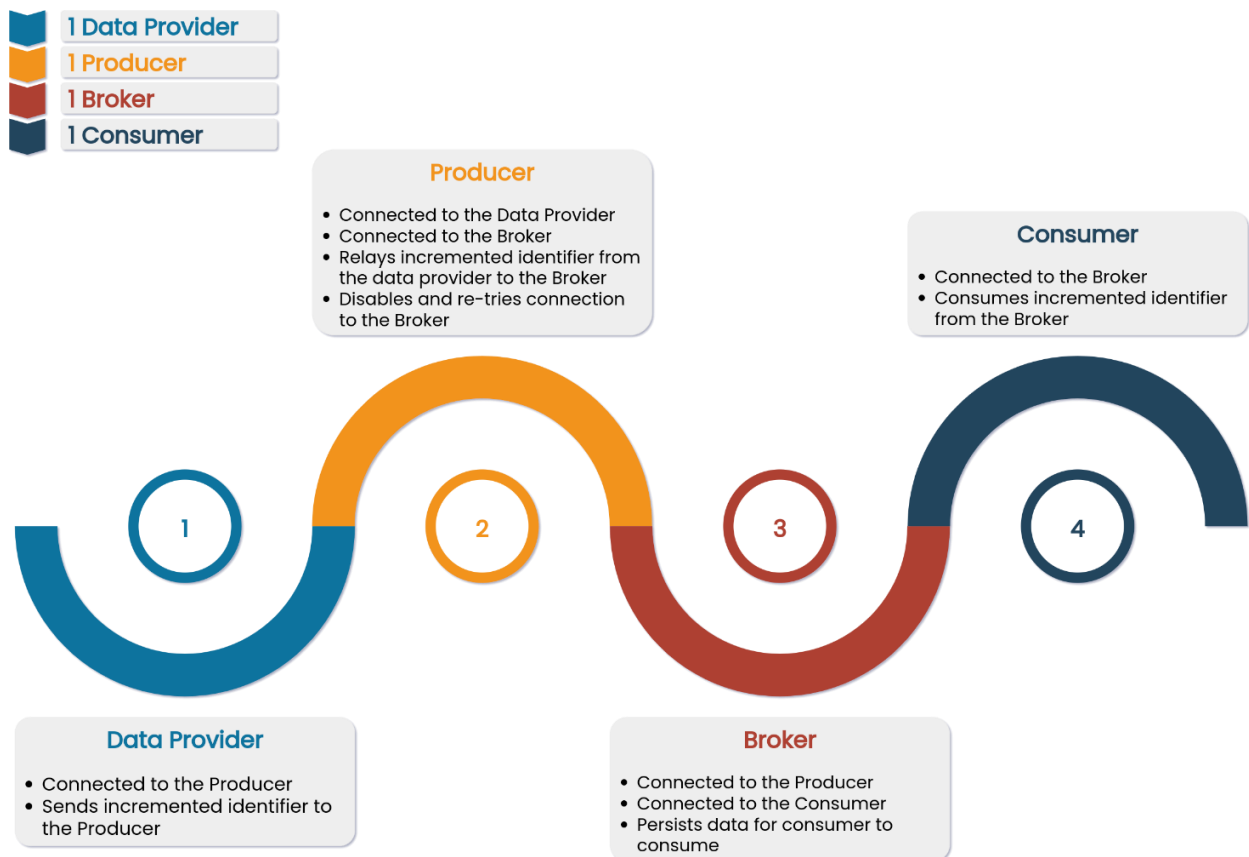 1 Data Provider
1 Producer
1 Broker
1 Consumer
Producer
• Connected to the Data Provider
• Connected to the Broker
• Relays incremented identifier from
the data provider to the Broker
• Disables and re-tries connection
to the Broker
Consumer
• Connected to the Broker
• Consumes incremented identifier
from the Broker
1
2
3
4
Data Provider
• Connected to the Producer
• Sends incremented identifier to
the Producer
Broker
• Connected to the Producer
• Connected to the Consumer
• Persists data for consumer to
consume